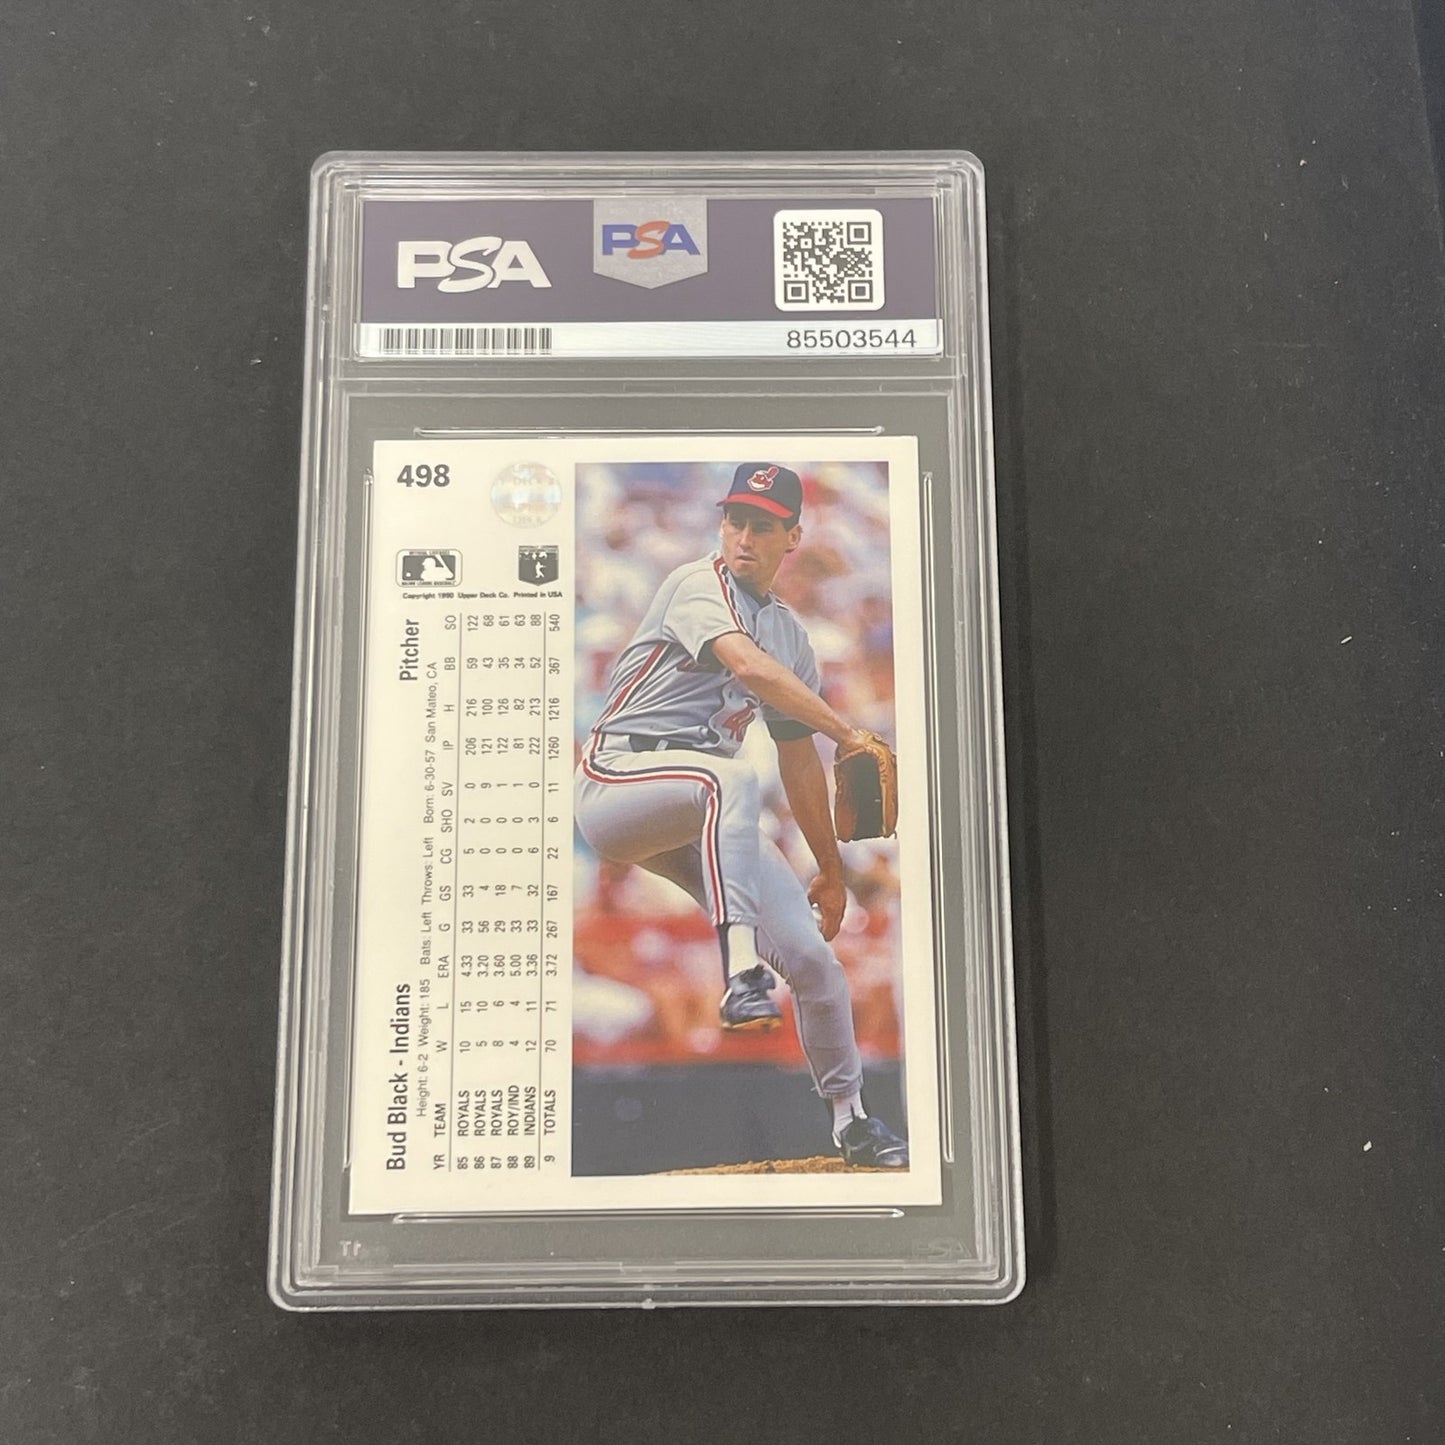 PSA
PSA
85503544
498
UPPER
DECK
Copyright 1990 Upper Deck Co. Printed in USA
Bud Black - Indians Pitcher
Height: 6-2 Weight: 185 Bats: Left Throws: Left Born: 6-30-57 San Mateo, CA
YR TEAM W L ERA G GS CG SHO SV IP H BB SO
85 ROYALS 10 15 4.33 33 33 5 2 0 206 216 59 122
86 ROYALS 5 10 3.20 56 4 0 0 9 121 100 43 68
87 ROYALS 8 6 3.60 29 18 0 0 1 122 126 35 61
88 ROY/IND 4 4 5.00 33 7 0 0 1 81 82 34 63
89 INDIANS 12 11 3.36 33 32 6 3 0 222 213 52 88
9 TOTALS 70 71 3.72 267 167 22 6 11 1260 1216 367 540
PSA